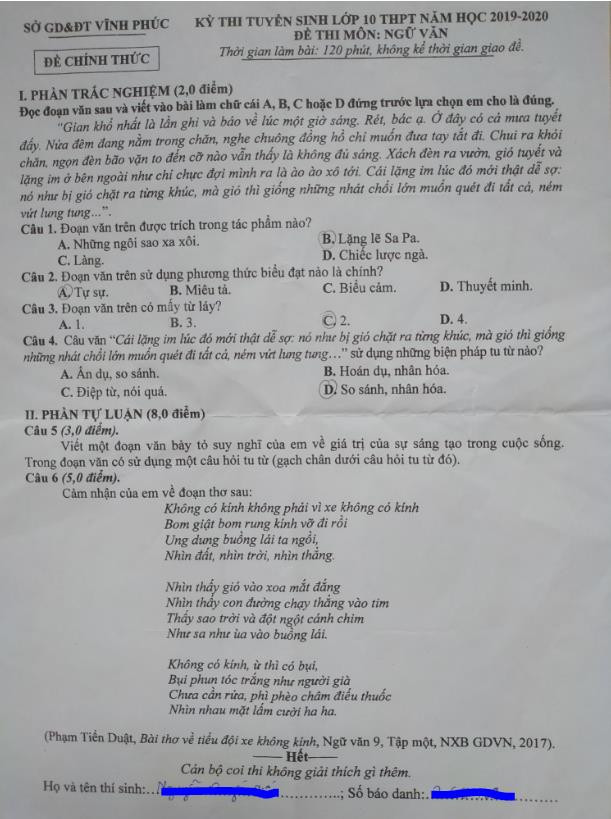 SỞ GD&ĐT VĨNH PHÚC
KỲ THI TUYỂN SINH LỚP 10 THPT NĂM HỌC 2019-2020
ĐỀ THI MÔN: NGỮ VĂN
ĐỀ CHÍNH THỨC
Thời gian làm bài: 120 phút, không kể thời gian giao đề.
I. PHẦN TRẮC NGHIỆM (2,0 điểm)
Đọc đoạn văn sau và viết vào bài làm chữ cái A, B, C hoặc D đứng trước lựa chọn em cho là đúng.
"Gian khổ nhất là lần ghi và báo về lúc một giờ sáng. Rét, bác ạ. Ở đây có cả mưa tuyết
đấy. Nửa đêm đang nằm trong chăn, nghe chuông đồng hồ chỉ muốn đưa tay tắt đi. Chui ra khỏi
chăn, ngọn đèn bão vặn to đến cỡ nào vẫn thấy là không đủ sáng. Xách đèn ra vườn, gió tuyết và
lặng im ở bên ngoài như chỉ chực đợi mình ra là ào ào xô tới. Cái lặng im lúc đó mới thật dễ sợ:
nó như bị gió chặt ra từng khúc, mà gió thì giống những nhát chổi lớn muốn quét đi tất cả, ném
vứt lung tung...".
Câu 1. Đoạn văn trên được trích trong tác phẩm nào?
A. Những ngôi sao xa xôi. B. Lặng lẽ Sa Pa.
C. Làng. D. Chiếc lược ngà.
Câu 2. Đoạn văn trên sử dụng phương thức biểu đạt nào là chính?
A. Tự sự. B. Miêu tả. C. Biểu cảm. D. Thuyết minh.
Câu 3. Đoạn văn trên có mấy từ láy?
A. 1. B. 3. C. 2. D. 4.
Câu 4. Câu văn "Cái lặng im lúc đó mới thật dễ sợ: nó như bị gió chặt ra từng khúc, mà gió thì giống
những nhát chổi lớn muốn quét đi tất cả, ném vứt lung tung…" sử dụng những biện pháp tu từ nào?
A. Ẩn dụ, so sánh. B. Hoán dụ, nhân hóa.
C. Điệp từ, nói quá. D. So sánh, nhân hóa.
II. PHẦN TỰ LUẬN (8,0 điểm)
Câu 5 (3,0 điểm).
Viết một đoạn văn bày tỏ suy nghĩ của em về giá trị của sự sáng tạo trong cuộc sống.
Trong đoạn văn có sử dụng một câu hỏi tu từ (gạch chân dưới câu hỏi tu từ đó).
Câu 6 (5,0 điểm).
Cảm nhận của em về đoạn thơ sau:
Không có kính không phải vì xe không có kính
Bom giật bom rung kính vỡ đi rồi
Ung dung buồng lái ta ngồi,
Nhìn đất, nhìn trời, nhìn thẳng.
Nhìn thấy gió vào xoa mắt đắng
Nhìn thấy con đường chạy thẳng vào tim
Thấy sao trời và đột ngột cánh chim
Như sa như ùa vào buồng lái.
Không có kính, ừ thì có bụi,
Bụi phun tóc trắng như người già
Chưa cần rửa, phì phèo châm điếu thuốc
Nhìn nhau mặt lấm cười ha ha.
(Phạm Tiến Duật, Bài thơ về tiểu đội xe không kính, Ngữ văn 9, Tập một, NXB GDVN, 2017).
Hết
Cán bộ coi thi không giải thích gì thêm.
Họ và tên thí sinh:...; Số báo danh:...